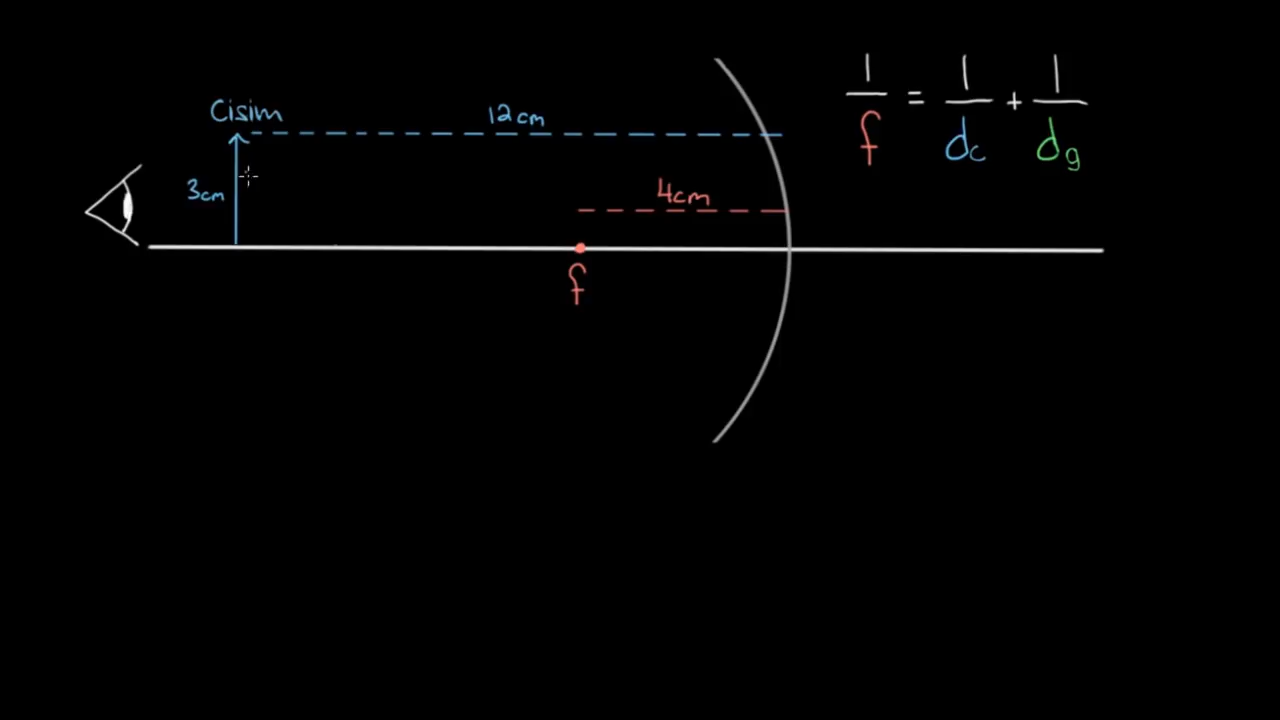 Cisim
12cm
3cm
4cm
f
1/f = 1/dc + 1/dg